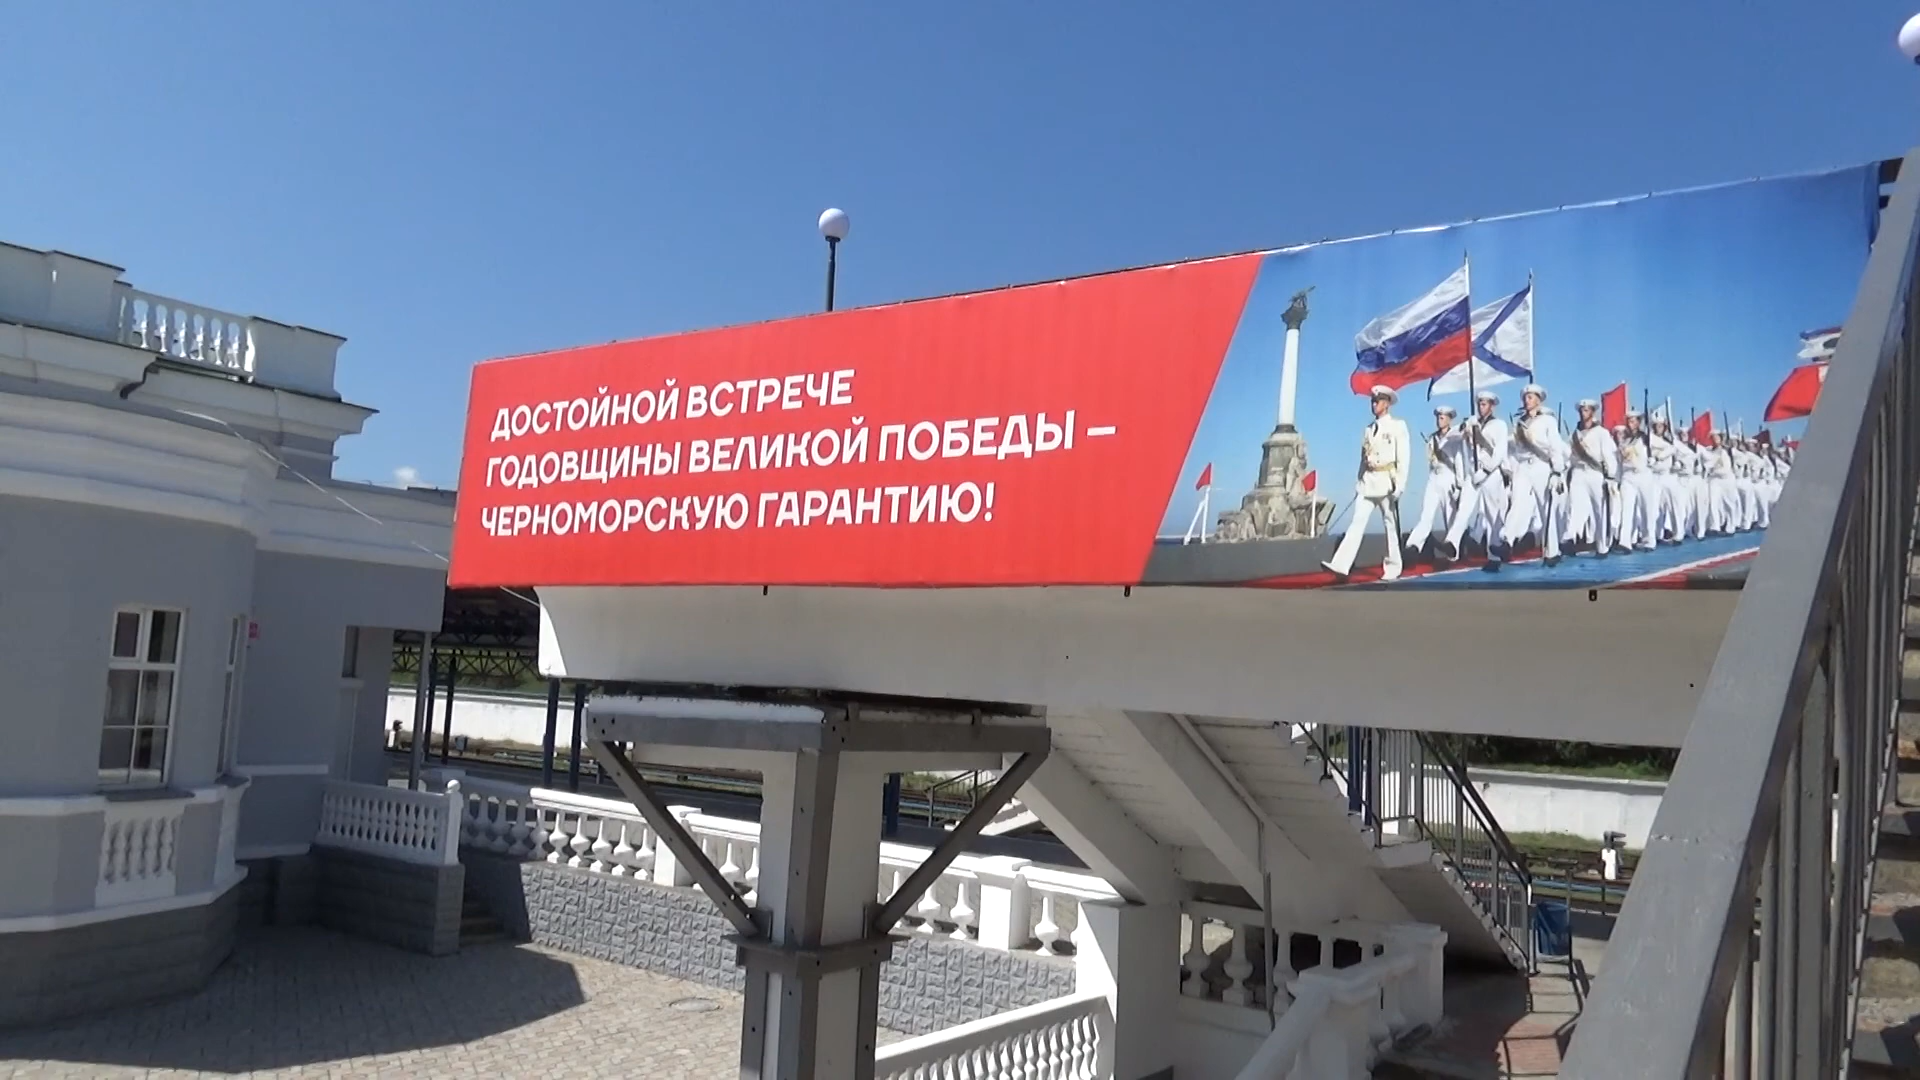 ДОСТОЙНОЙ ВСТРЕЧЕ
ГОДОВЩИНЫ ВЕЛИКОЙ ПОБЕДЫ –
ЧЕРНОМОРСКУЮ ГАРАНТИЮ!